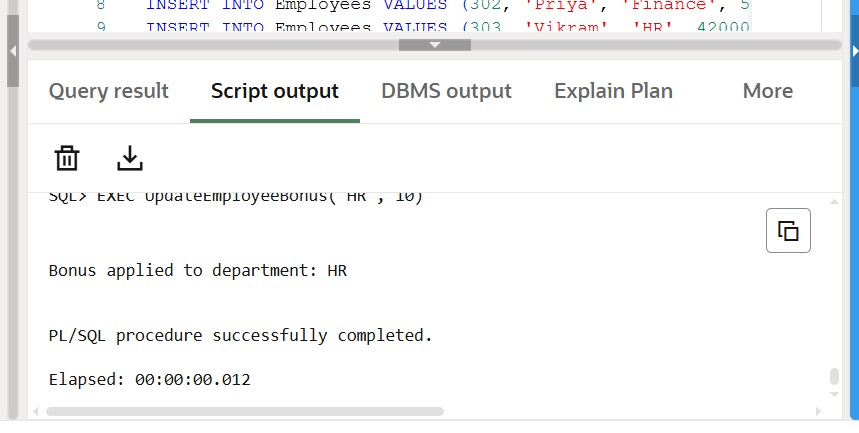 8 INSERT INTO Employees VALUES (302, 'Priya', 'Finance', 5
9 INSERT INTO Employees VALUES (303, 'Vikram', 'HR', 42000
Query result Script output DBMS output Explain Plan More
SQL> EXEC UpdateEmployeeBonus('HR', 10)
Bonus applied to department: HR
PL/SQL procedure successfully completed.
Elapsed: 00:00:00.012